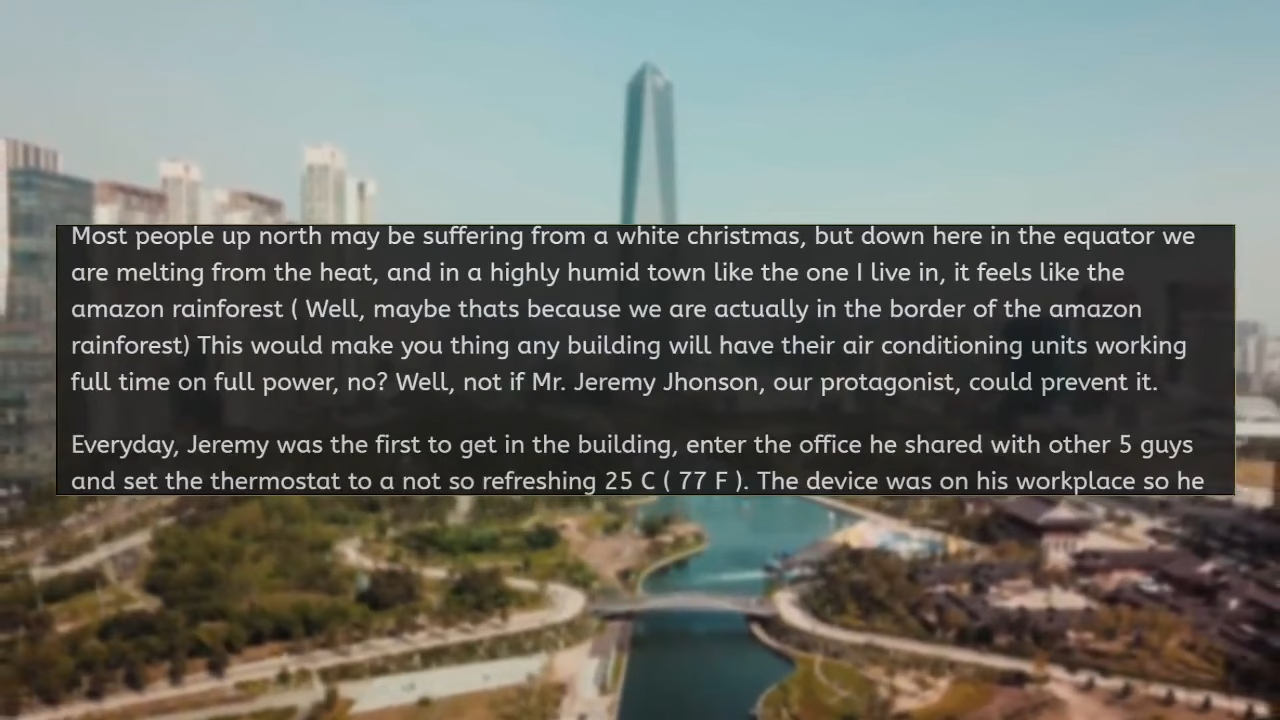 Most people up north may be suffering from a white christmas, but down here in the equator we
are melting from the heat, and in a highly humid town like the one I live in, it feels like the
amazon rainforest ( Well, maybe thats because we are actually in the border of the amazon
rainforest) This would make you thing any building will have their air conditioning units working
full time on full power, no? Well, not if Mr. Jeremy Jhonson, our protagonist, could prevent it.
Everyday, Jeremy was the first to get in the building, enter the office he shared with other 5 guys
and set the thermostat to a not so refreshing 25 C ( 77 F ). The device was on his workplace so he